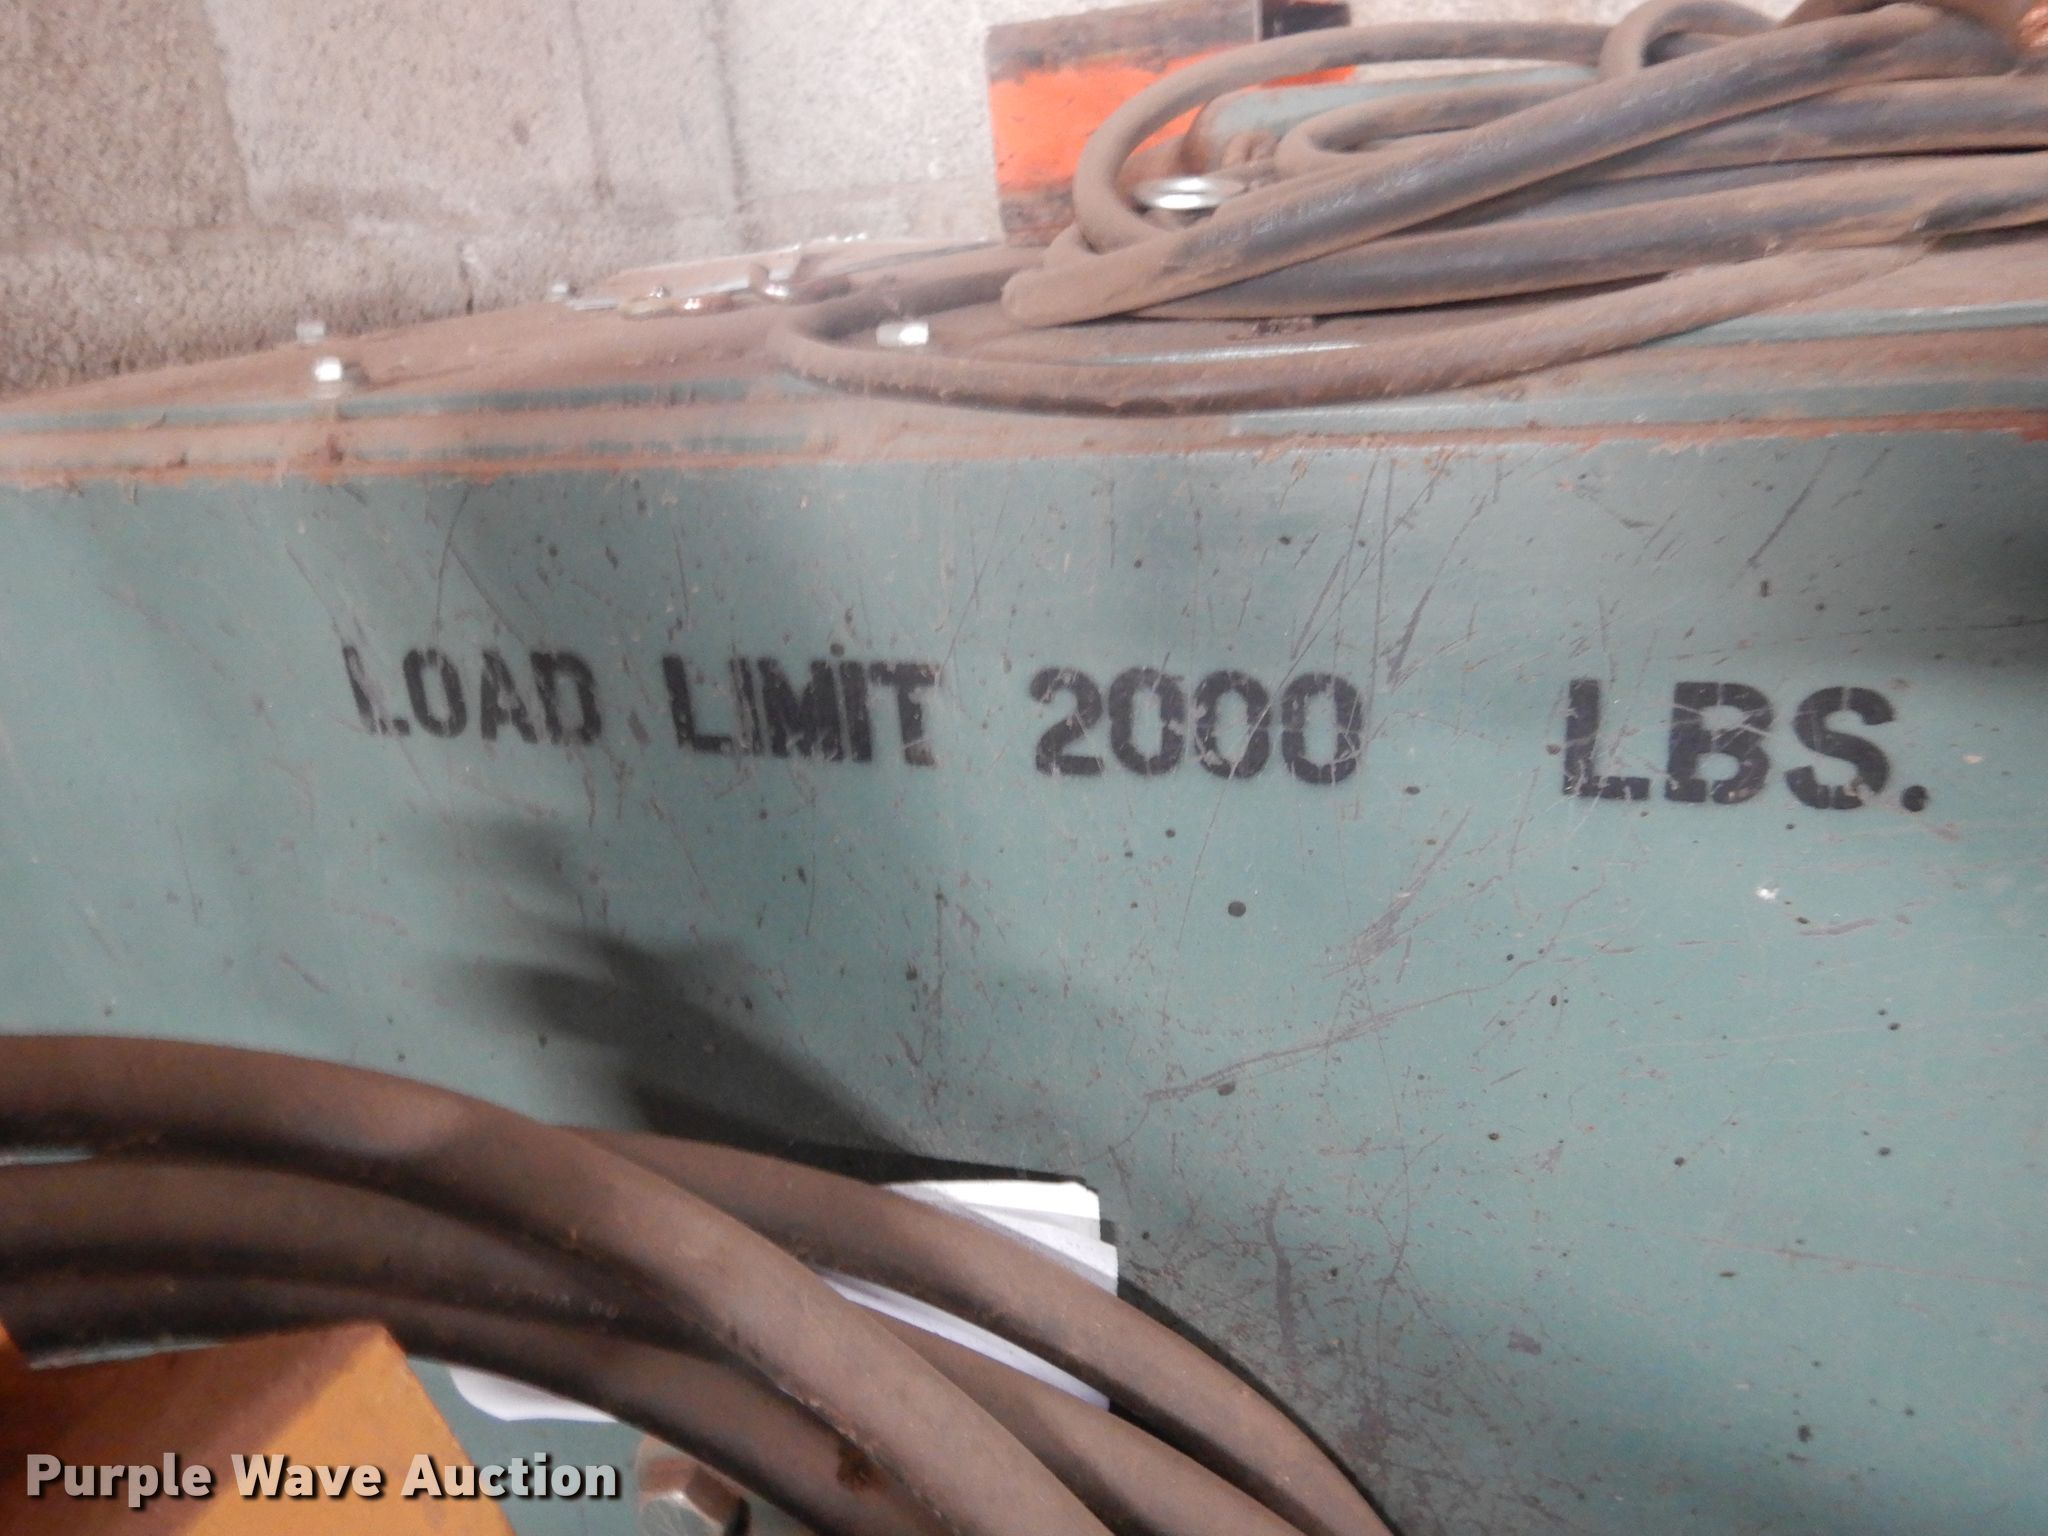 LOAD LIMIT 2000 LBS.
Purple Wave Auction